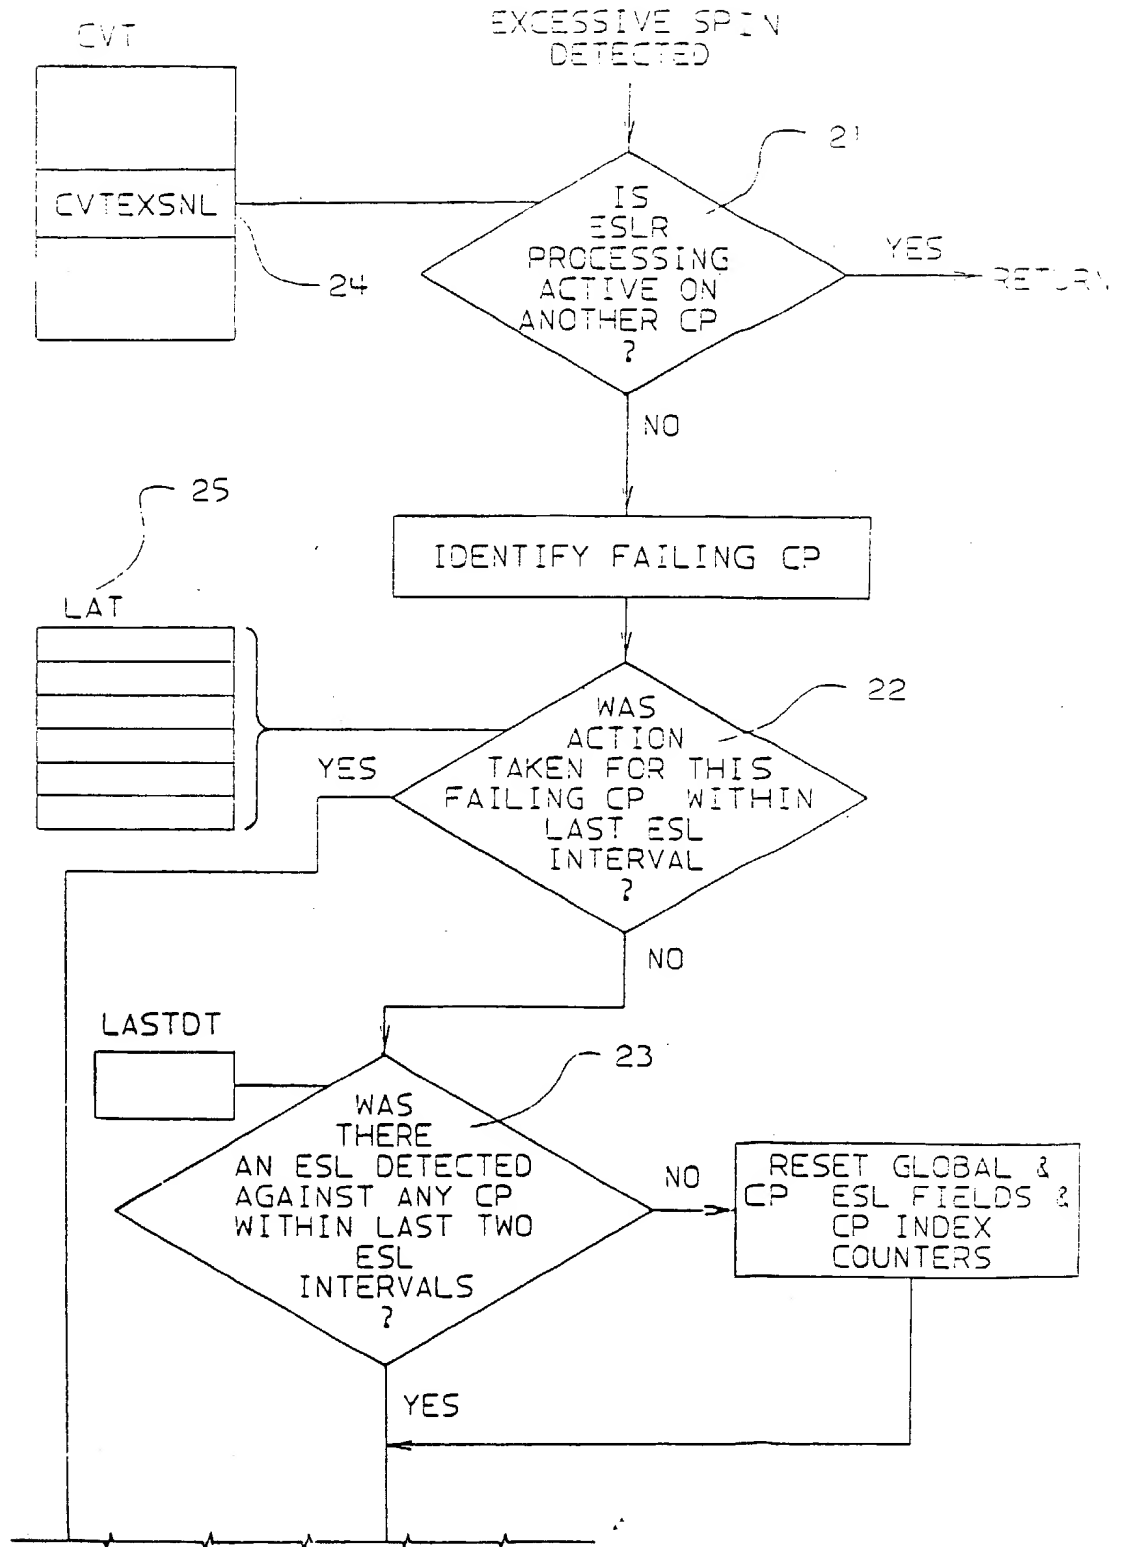 CVT
EXCESSIVE SPIN
DETECTED
21
CVTEXSNL
IS
ESLR
PROCESSING
ACTIVE ON
ANOTHER CP
?
YES
RETURN
24
NO
25
IDENTIFY FAILING CP
LAT
22
WAS
ACTION
TAKEN FOR THIS
FAILING CP WITHIN
LAST ESL
INTERVAL
?
YES
NO
LASTDT
23
WAS
THERE
AN ESL DETECTED
AGAINST ANY CP
WITHIN LAST TWO
ESL
INTERVALS
?
NO
RESET GLOBAL &
CP ESL FIELDS &
CP INDEX
COUNTERS
YES